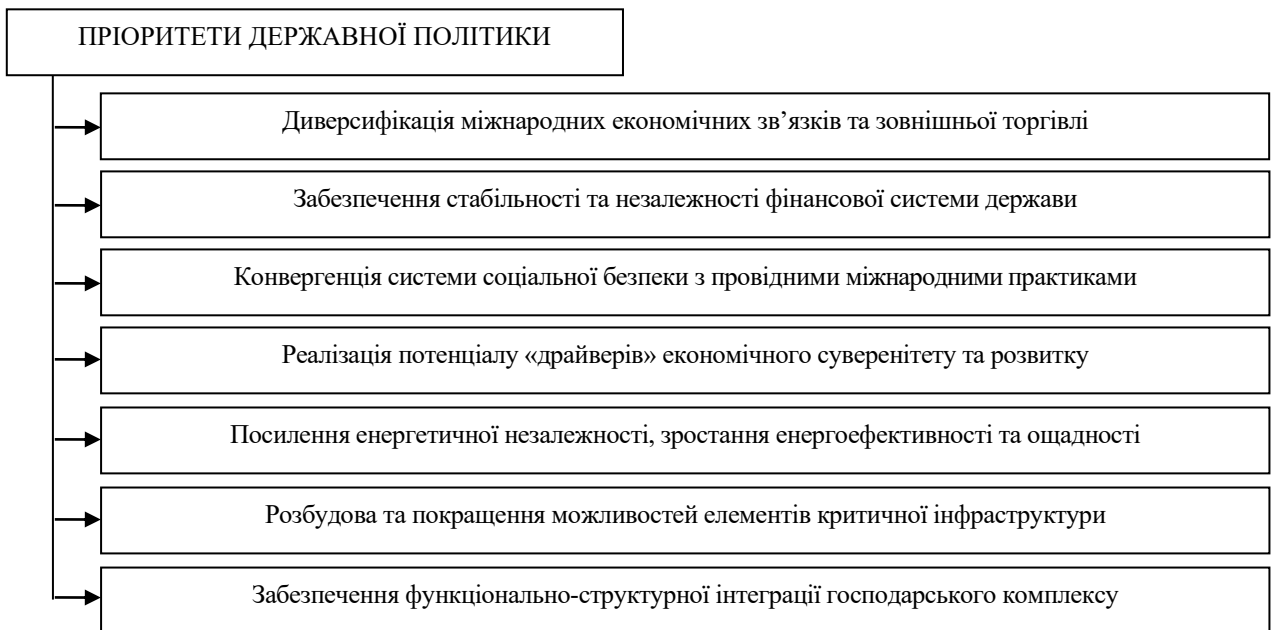 ПРІОРИТЕТИ ДЕРЖАВНОЇ ПОЛІТИКИ
Диверсифікація міжнародних економічних зв’язків та зовнішньої торгівлі
Забезпечення стабільності та незалежності фінансової системи держави
Конвергенція системи соціальної безпеки з провідними міжнародними практиками
Реалізація потенціалу «драйверів» економічного суверенітету та розвитку
Посилення енергетичної незалежності, зростання енергоефективності та ощадності
Розбудова та покращення можливостей елементів критичної інфраструктури
Забезпечення функціонально-структурної інтеграції господарського комплексу